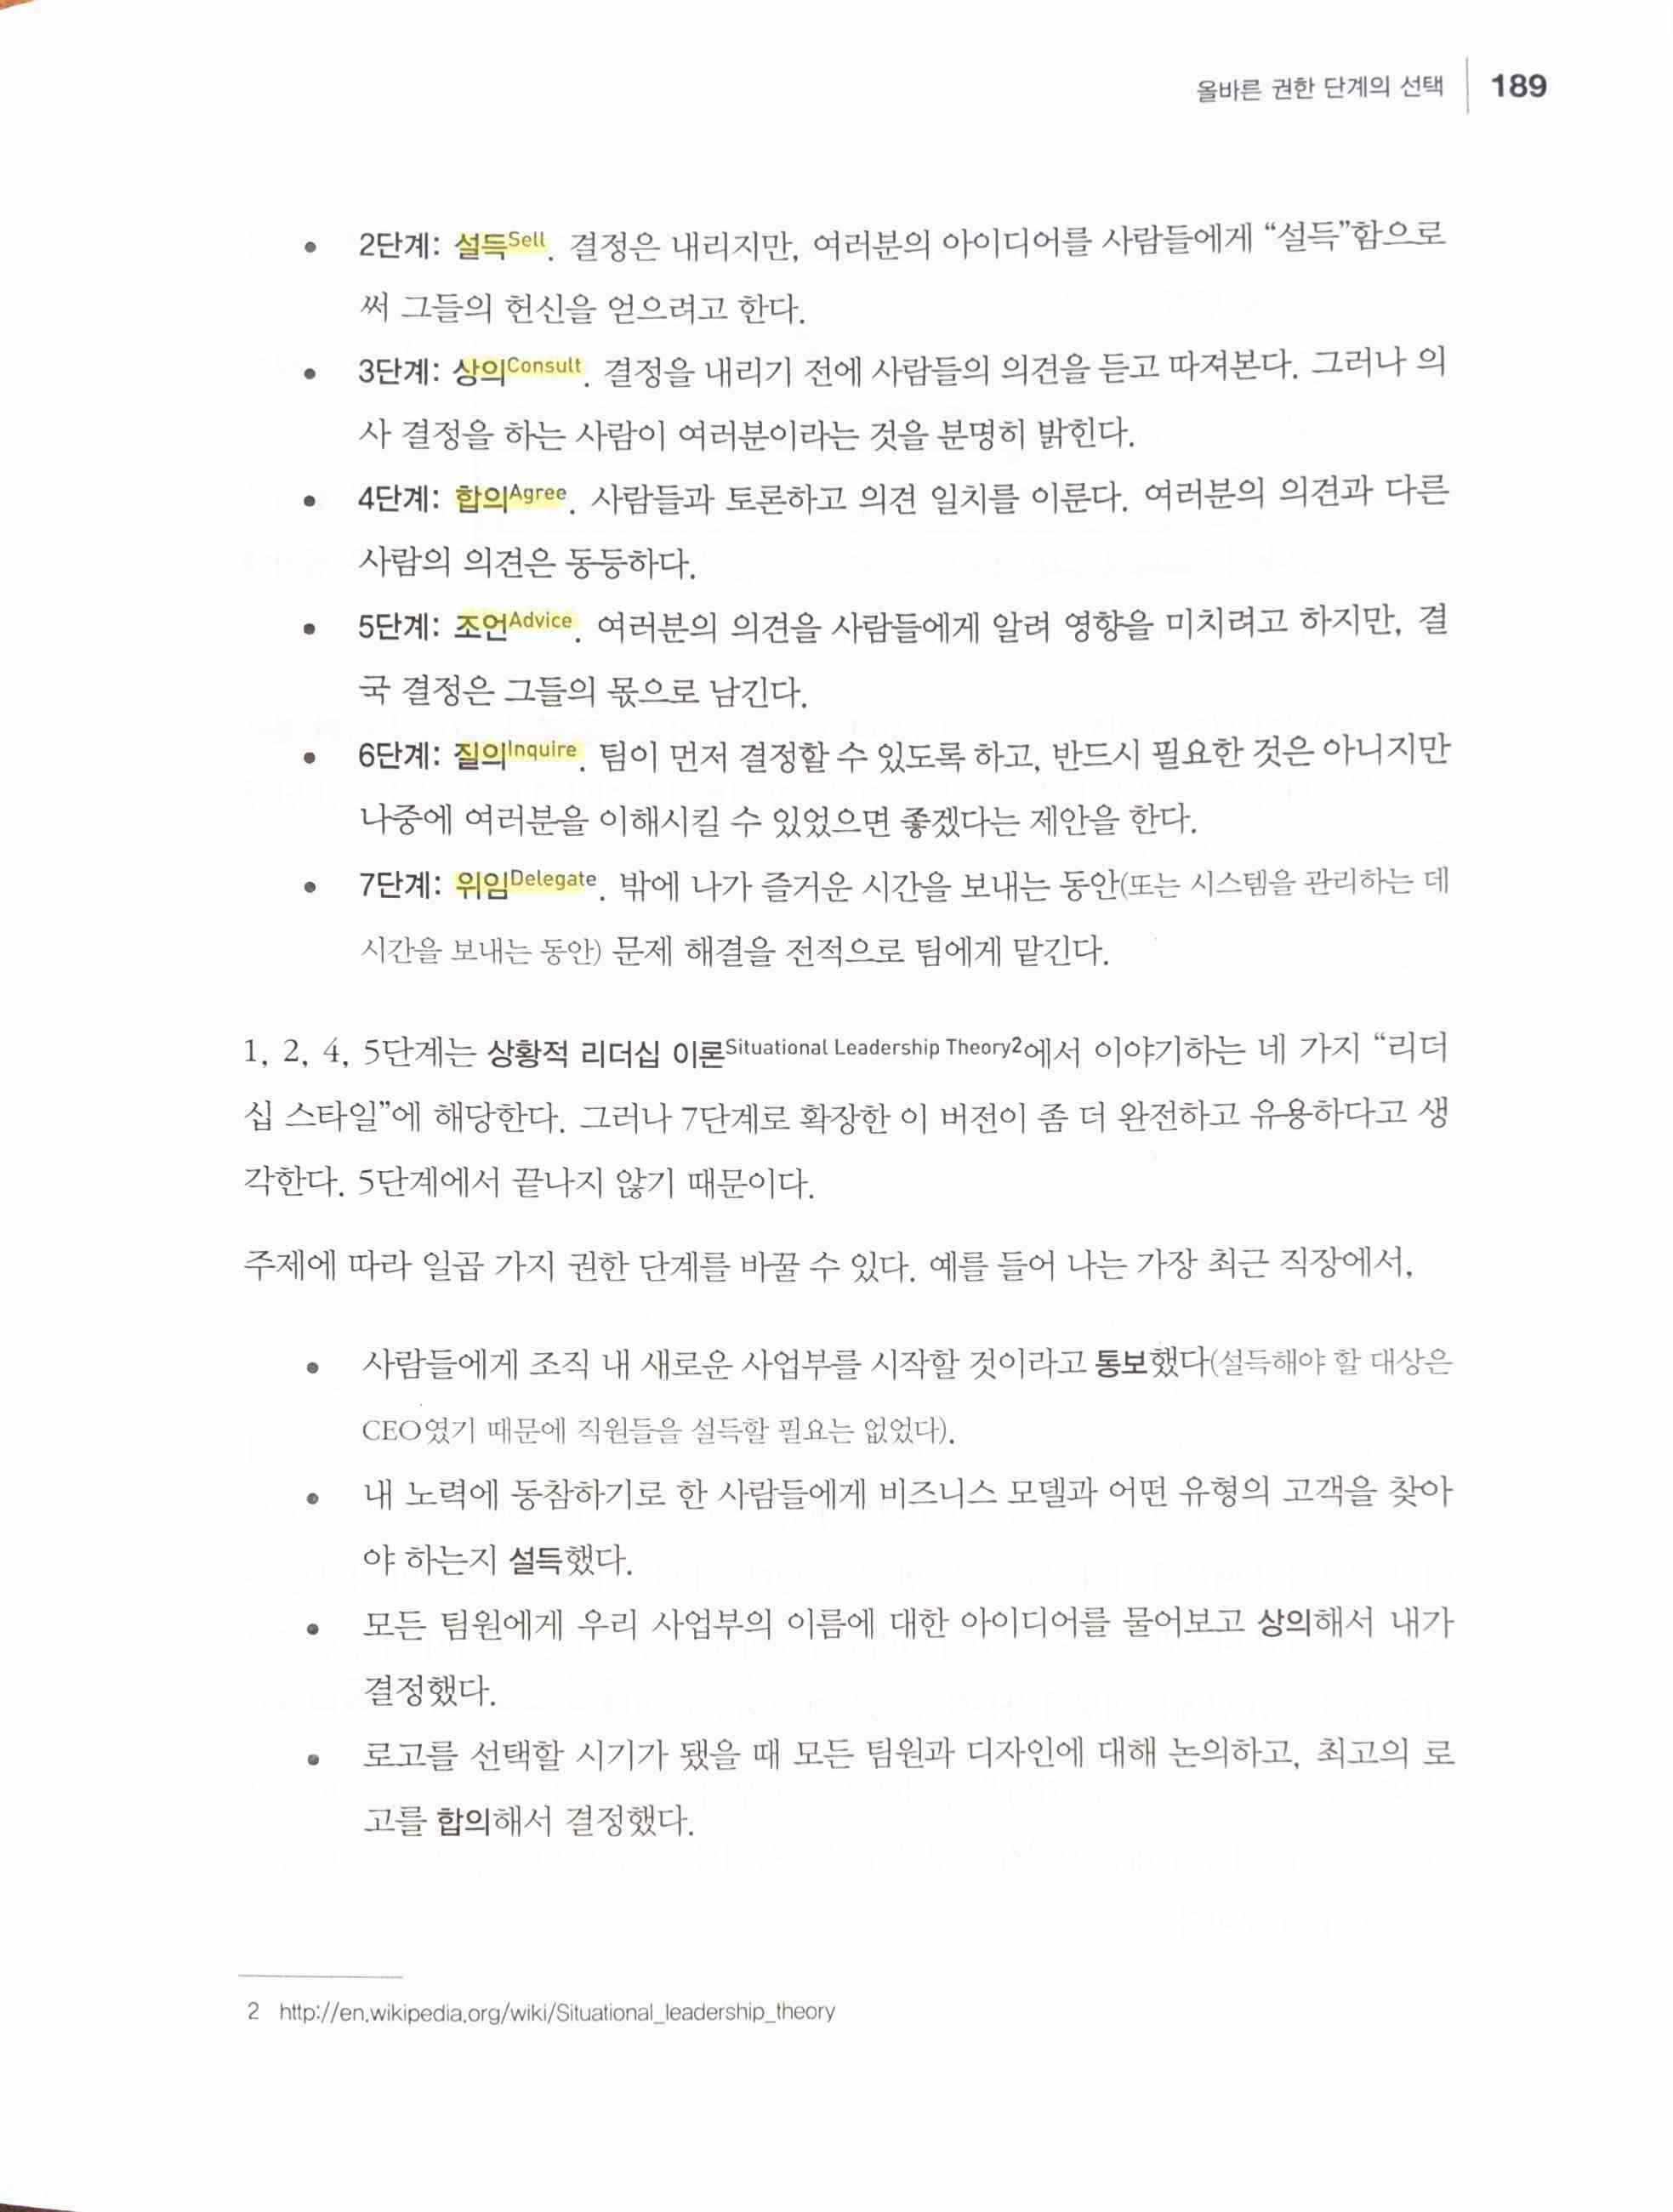 올바른 권한 단계의 선택 189
• 2단계: 설득Sell. 결정은 내리지만, 여러분의 아이디어를 사람들에게 “설득”함으로
써 그들의 헌신을 얻으려고 한다.
• 3단계: 상의Consult. 결정을 내리기 전에 사람들의 의견을 듣고 따져본다. 그러나 의
사 결정을 하는 사람이 여러분이라는 것을 분명히 밝힌다.
• 4단계: 합의Agree. 사람들과 토론하고 의견 일치를 이룬다. 여러분의 의견과 다른
사람의 의견은 동등하다.
• 5단계: 조언Advice. 여러분의 의견을 사람들에게 알려 영향을 미치려고 하지만, 결
국 결정은 그들의 몫으로 남긴다.
• 6단계: 질의Inquire. 팀이 먼저 결정할 수 있도록 하고, 반드시 필요한 것은 아니지만
나중에 여러분을 이해시킬 수 있었으면 좋겠다는 제안을 한다.
• 7단계: 위임Delegate. 밖에 나가 즐거운 시간을 보내는 동안(또는 시스템을 관리하는 데
시간을 보내는 동안) 문제 해결을 전적으로 팀에게 맡긴다.
1, 2, 4, 5단계는 상황적 리더십 이론Situational Leadership Theory2에서 이야기하는 네 가지 “리더
십 스타일”에 해당한다. 그러나 7단계로 확장한 이 버전이 좀 더 완전하고 유용하다고 생
각한다. 5단계에서 끝나지 않기 때문이다.
주제에 따라 일곱 가지 권한 단계를 바꿀 수 있다. 예를 들어 나는 가장 최근 직장에서,
• 사람들에게 조직 내 새로운 사업부를 시작할 것이라고 통보했다(설득해야 할 대상은
CEO였기 때문에 직원들을 설득할 필요는 없었다).
• 내 노력에 동참하기로 한 사람들에게 비즈니스 모델과 어떤 유형의 고객을 찾아
야 하는지 설득했다.
• 모든 팀원에게 우리 사업부의 이름에 대한 아이디어를 물어보고 상의해서 내가
결정했다.
• 로고를 선택할 시기가 됐을 때 모든 팀원과 디자인에 대해 논의하고, 최고의 로
고를 합의해서 결정했다.
2 http://en.wikipedia.org/wiki/Situational_leadership_theory